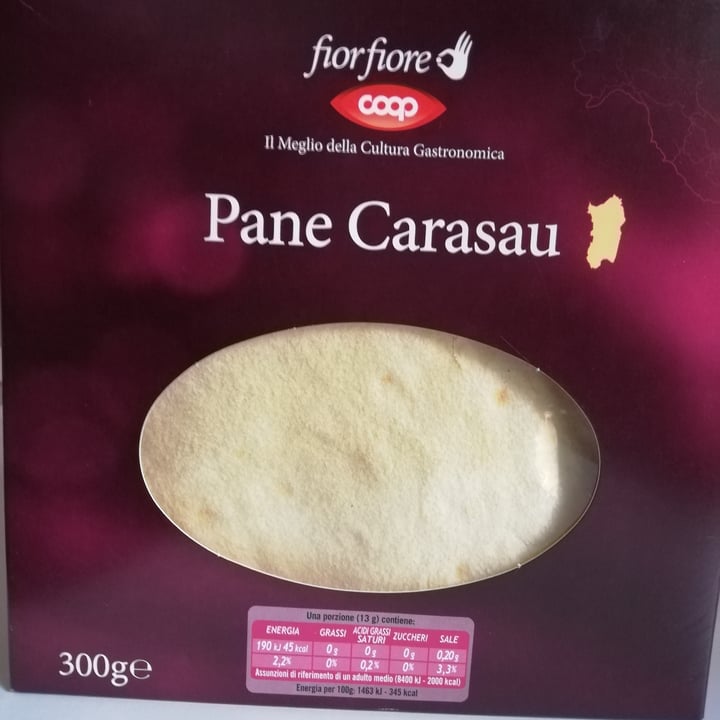 fiorfiore
coop
Il Meglio della Cultura Gastronomica
Pane Carasau
300g℮
Una porzione (13 g) contiene:
ENERGIA GRASSI ACIDI GRASSI SATURI ZUCCHERI SALE
190 kJ 45 kcal 0g 0g 0g 0,20g
2,2% 0% 0,2% 0% 3,3%
Assunzioni di riferimento di un adulto medio (8400 kJ - 2000 kcal)
Energia per 100g: 1463 kJ - 345 kcal